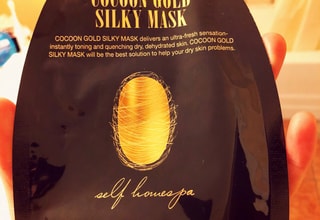 COCOON GOLD
SILKY MASK
COCOON GOLD SILKY MASK delivers an ultra-fresh sensation-
instantly toning and quenching dry, dehydrated skin, COCOON GOLD
SILKY MASK will be the best solution to help your dry skin problems.
self homespa